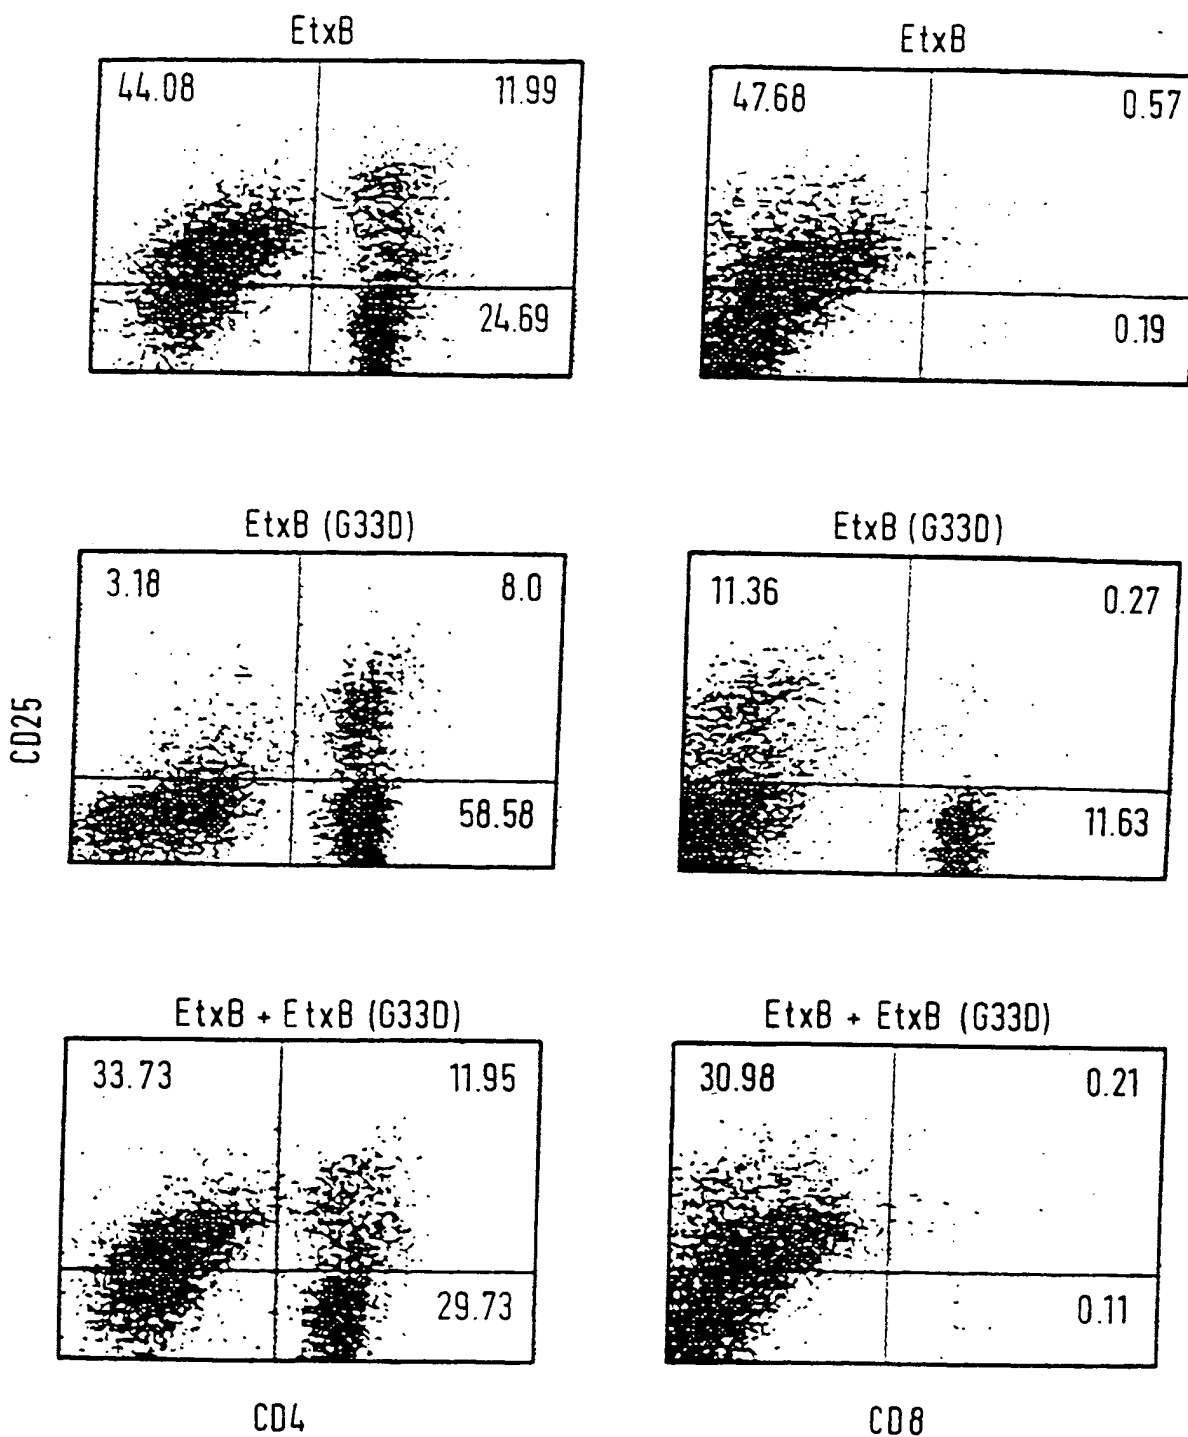 EtxB
EtxB
44.08
11.99
24.69
47.68
0.57
0.19
EtxB (G33D)
EtxB (G33D)
3.18
8.0
58.58
11.36
0.27
11.63
CD25
EtxB + EtxB (G33D)
EtxB + EtxB (G33D)
33.73
11.95
29.73
30.98
0.21
0.11
CD4
CD8